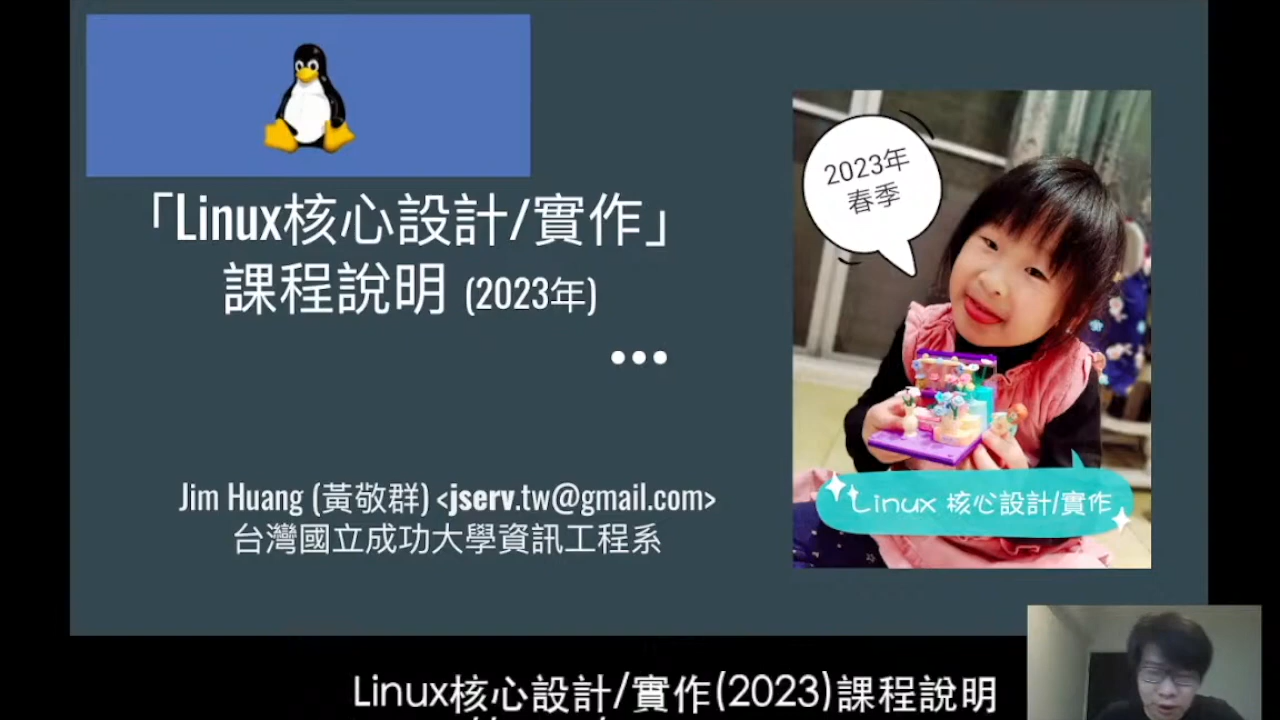 「Linux核心設計/實作」
課程說明 (2023年)
Jim Huang (黃敬群) <jserv.tw@gmail.com>
台灣國立成功大學資訊工程系
2023年
春季
Linux 核心設計/實作
Linux核心設計/實作(2023)課程說明